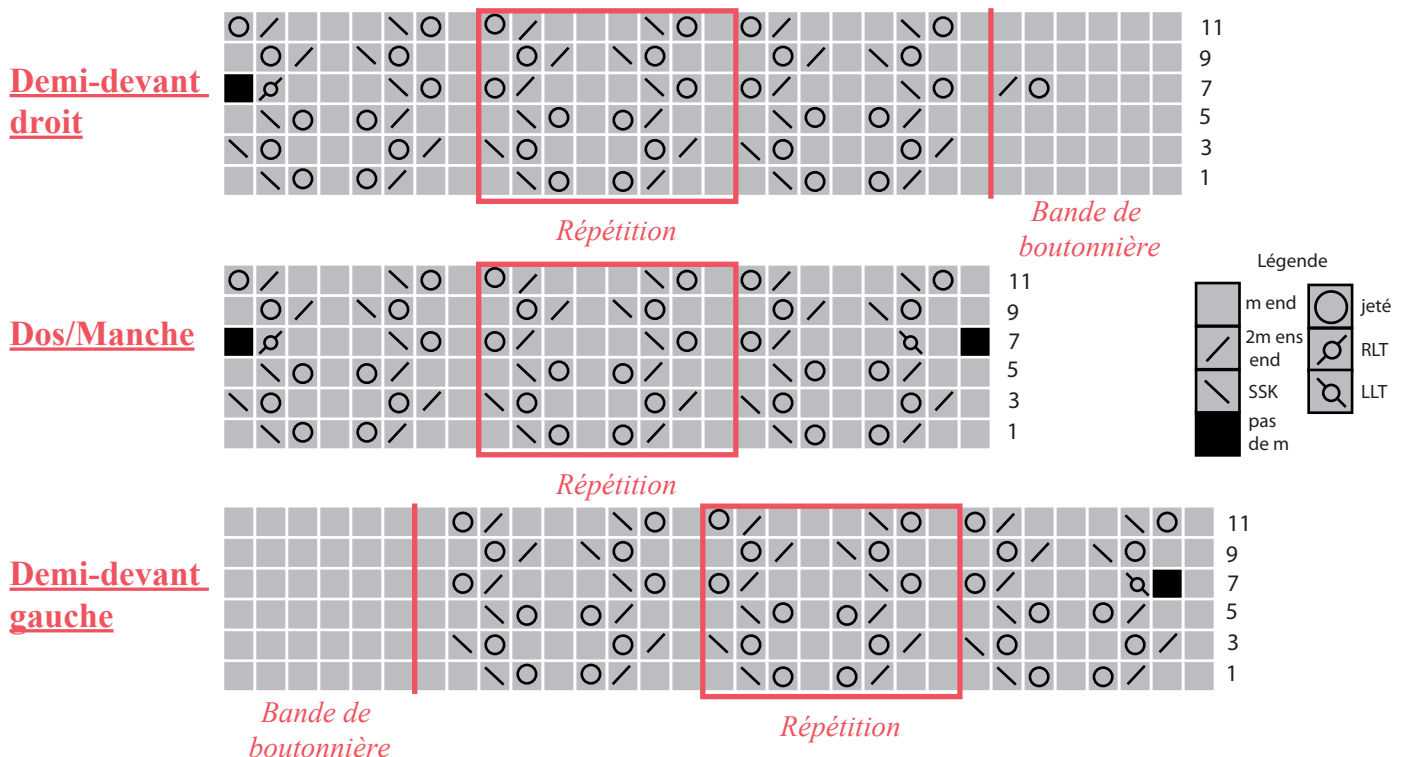 Demi-devant
droit
11
9
7
5
3
1
Répétition
Bande de
boutonnière
Dos/Manche
11
9
7
5
3
1
Répétition
Légende
m end
jeté
2m ens
end
RLT
SSK
LLT
pas
de m
Demi-devant
gauche
11
9
7
5
3
1
Bande de
boutonnière
Répétition